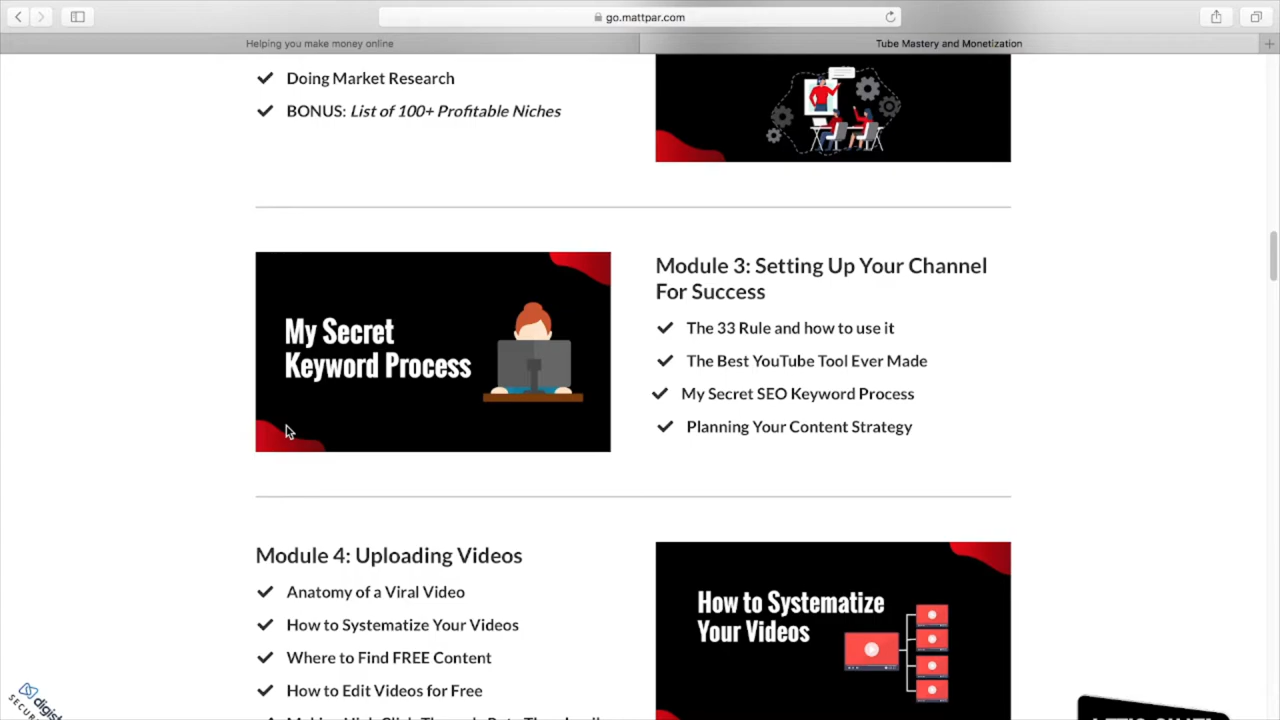 go.mattpar.com
Helping you make money online
Tube Mastery and Monetization
Doing Market Research
BONUS: List of 100+ Profitable Niches
My Secret
Keyword Process
Module 3: Setting Up Your Channel
For Success
The 33 Rule and how to use it
The Best YouTube Tool Ever Made
My Secret SEO Keyword Process
Planning Your Content Strategy
Module 4: Uploading Videos
Anatomy of a Viral Video
How to Systematize Your Videos
Where to Find FREE Content
How to Edit Videos for Free
How to Systematize
Your Videos